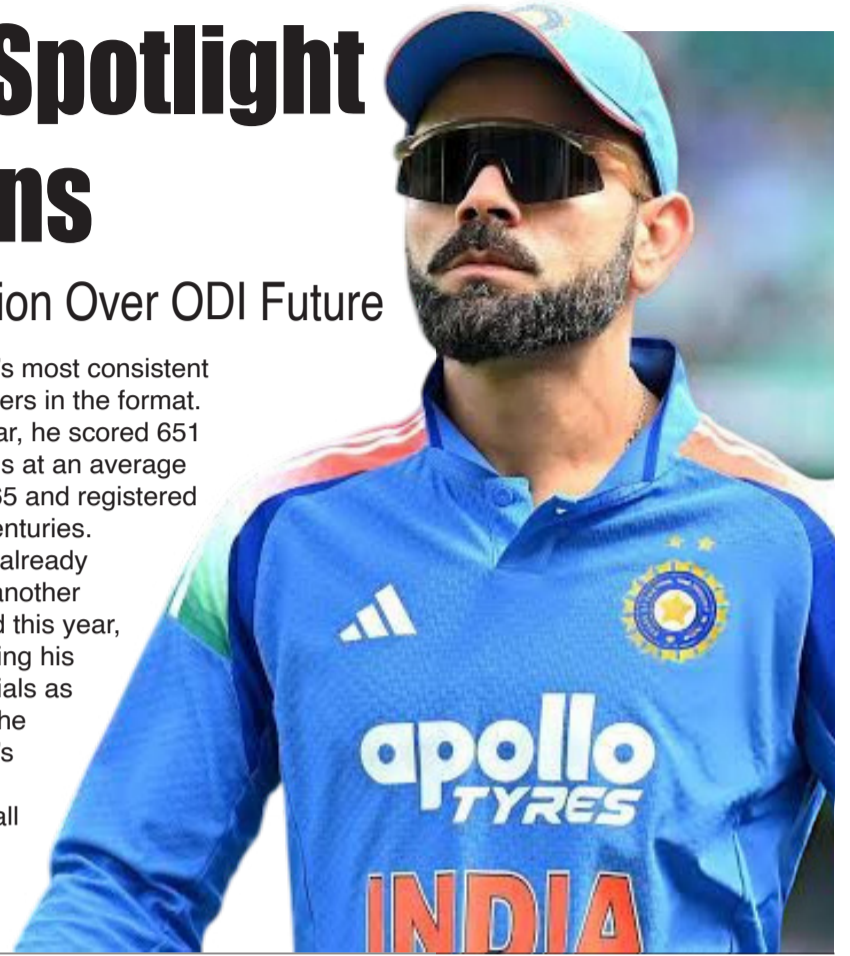 Spotlight
ns
ion Over ODI Future
's most consistent
ers in the format.
ar, he scored 651
s at an average
65 and registered
enturies.
already
another
d this year,
ing his
ials as
he
's
all
apollo
TYRES
INDIA